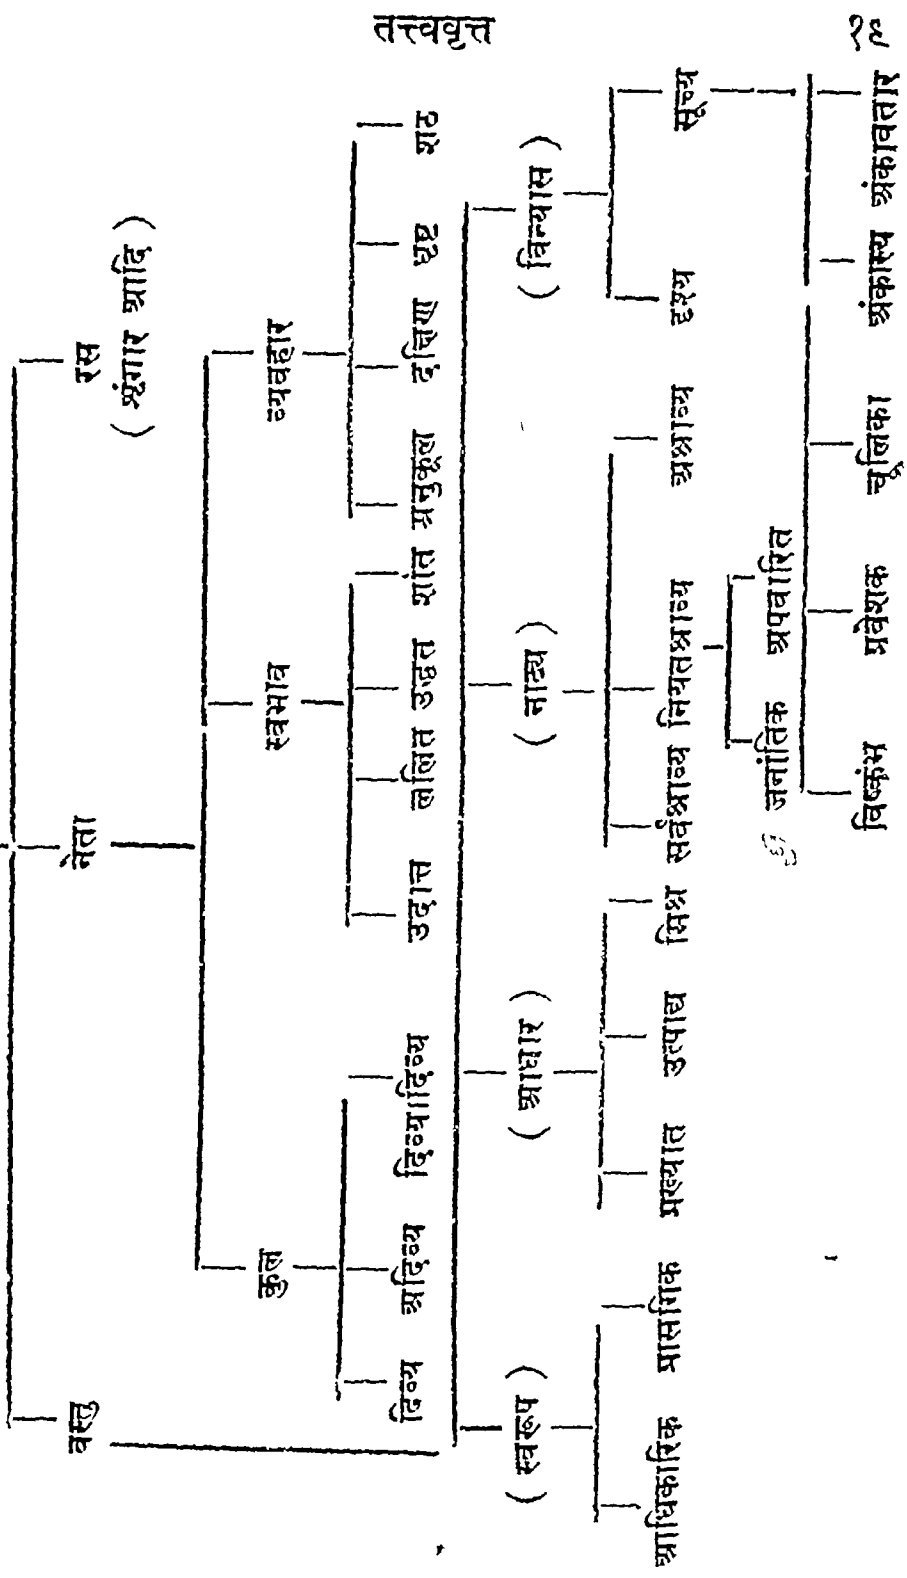 तत्त्ववृत्त
१९
वस्तु नेता रस
( शृंगार आदि )
कुल स्वभाव व्यवहार
दिव्य अदिव्य दिव्यादिव्य उदात्त ललित उद्धत शांत अनुकूल दक्षिण धृष्ट शठ
( स्वरूप ) ( आधार ) ( नाट्य ) ( विन्यास )
आधिकारिक प्रासंगिक प्रख्यात उत्पाद्य मिश्र सर्वश्राव्य नियतश्राव्य अश्राव्य दृश्य सूच्य
जनांतिक अपवारित
विष्कंभ प्रवेशक चूलिका अंकास्य अंकावतार